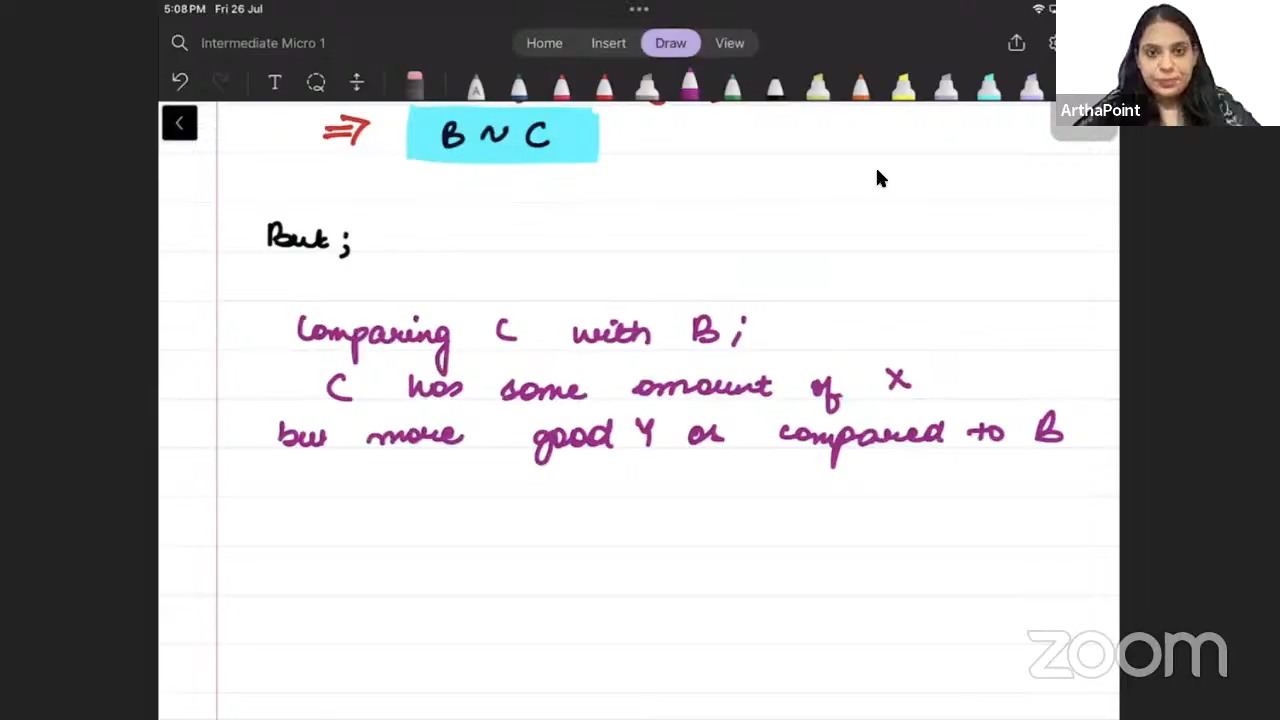 5:08 PM Fri 26 Jul
Intermediate Micro 1
Home Insert Draw View
ArthaPoint
⇒ B ~ C
But ;
Comparing C with B ;
C has same amount of X
but more good Y as compared to B
zoom